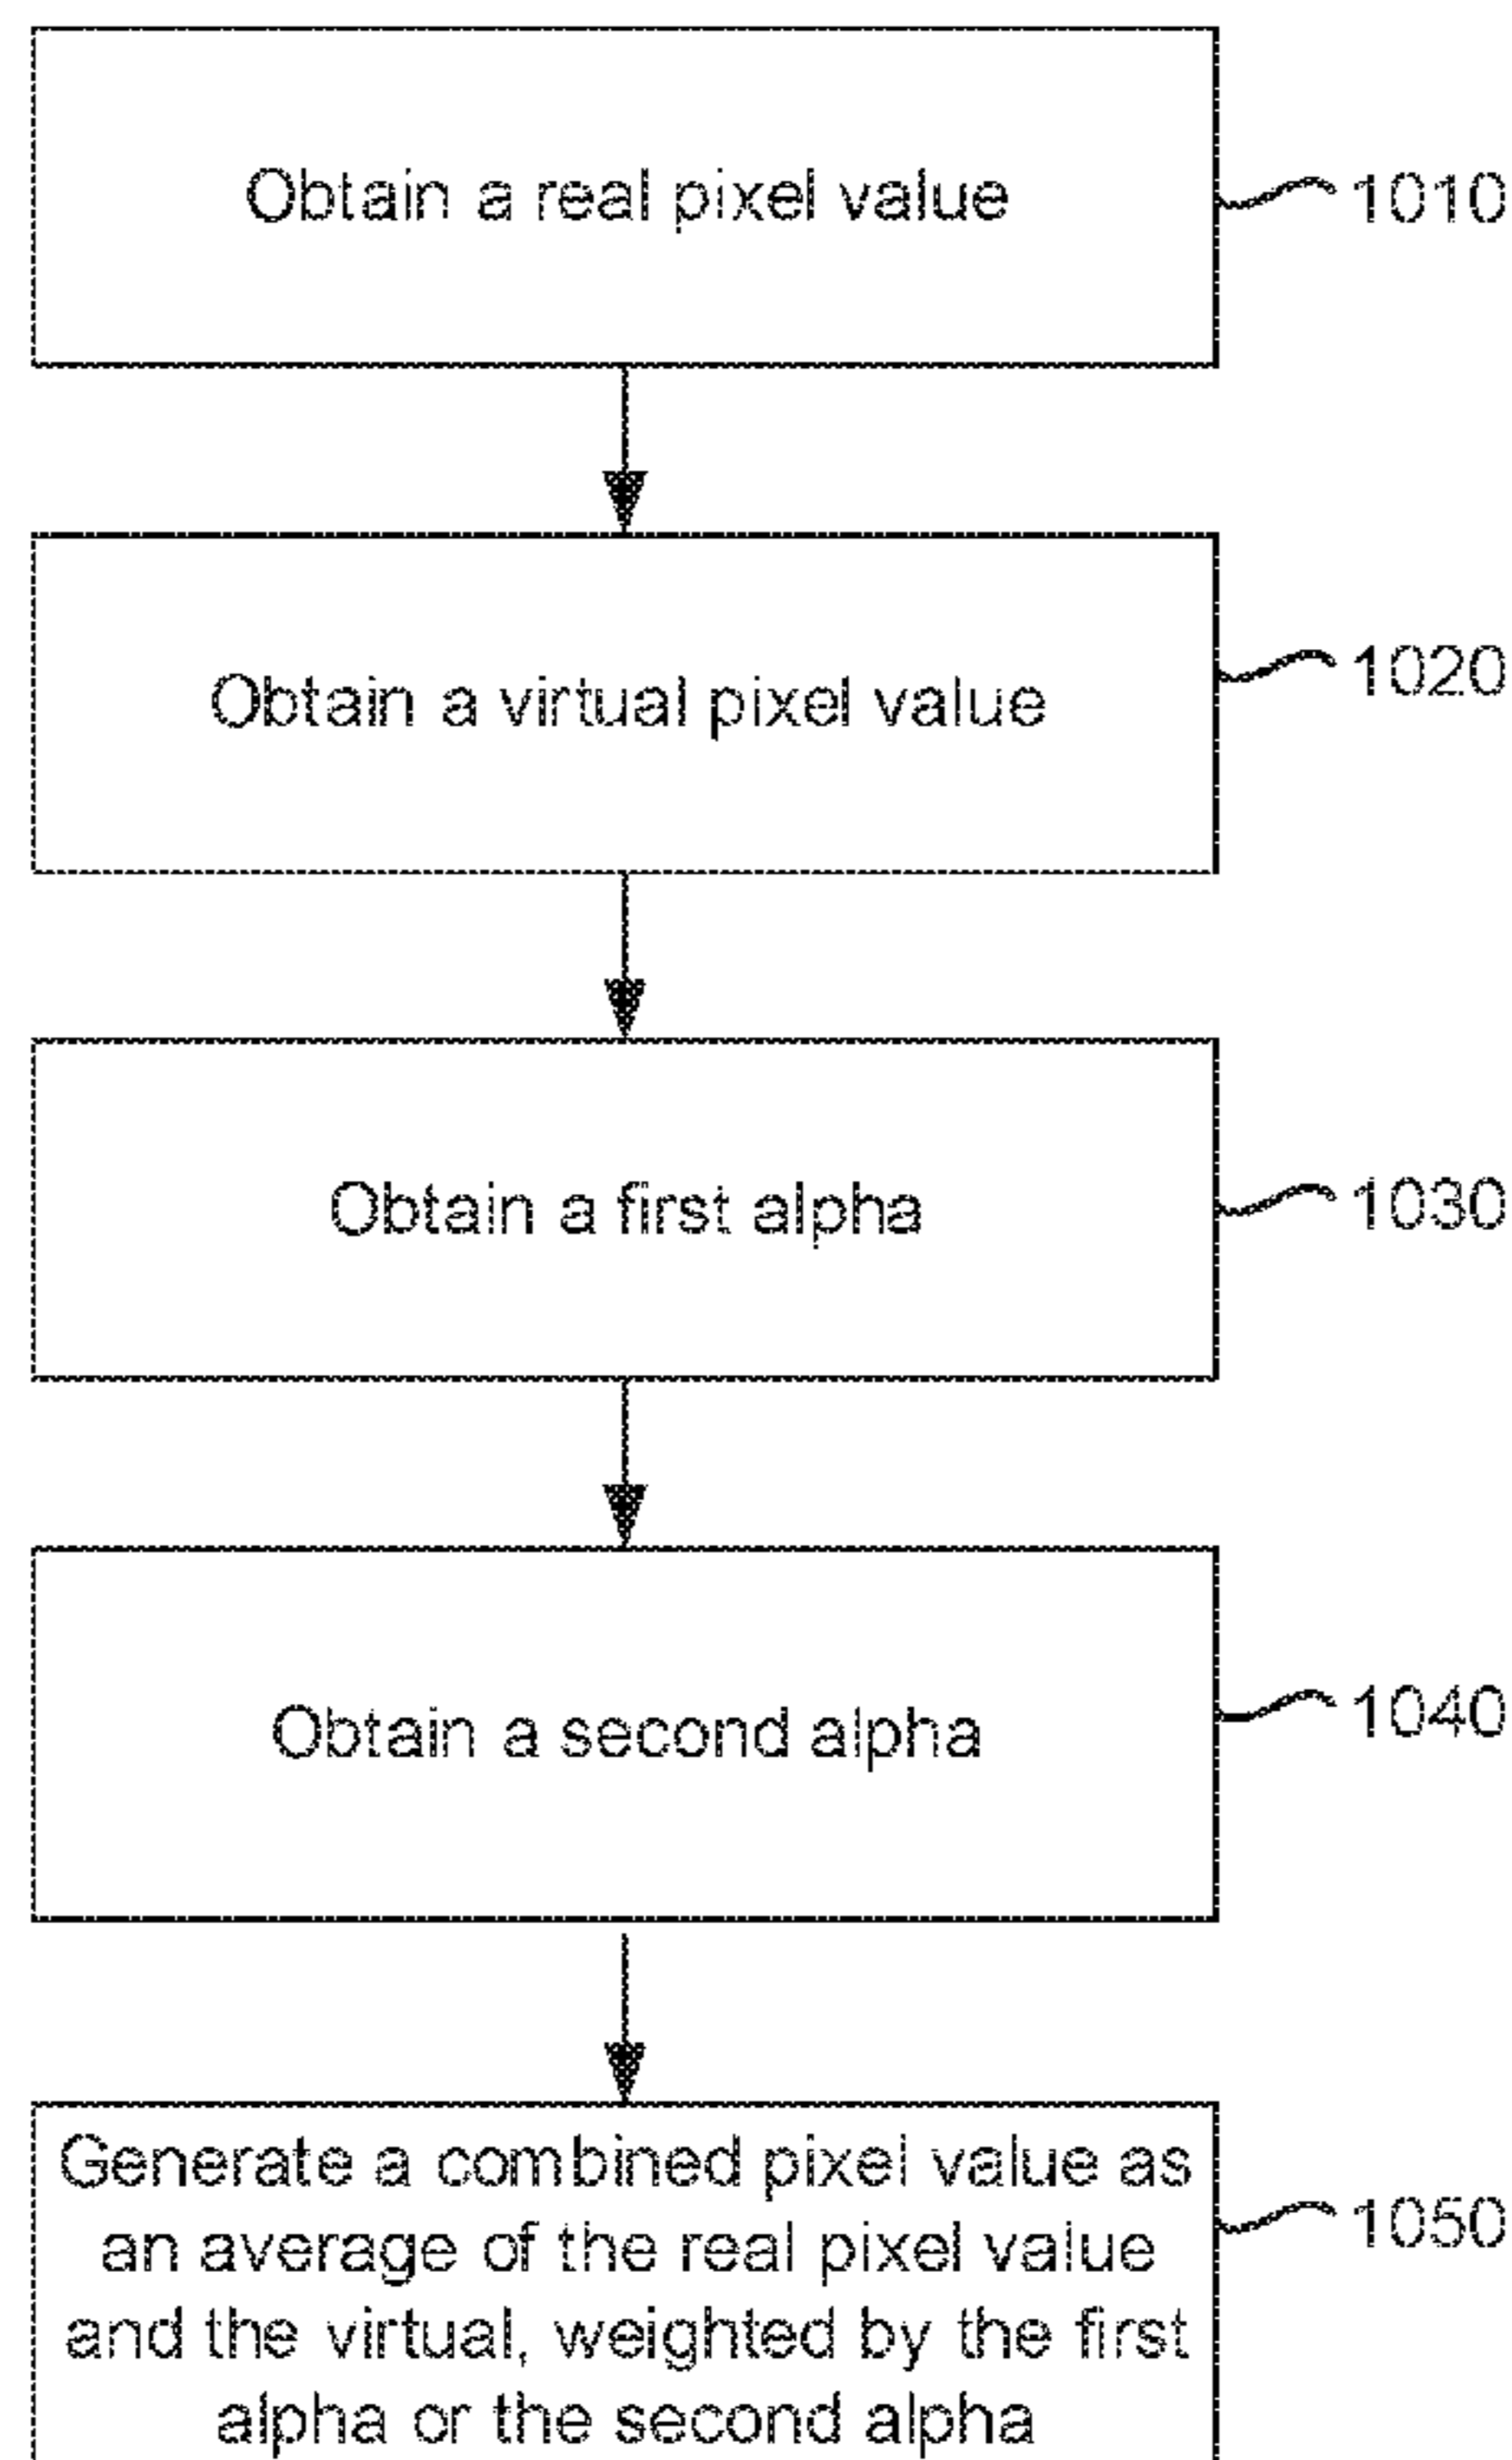 Obtain a real pixel value
1010
Obtain a virtual pixel value
1020
Obtain a first alpha
1030
Obtain a second alpha
1040
Generate a combined pixel value as
an average of the real pixel value
and the virtual, weighted by the first
alpha or the second alpha
1050